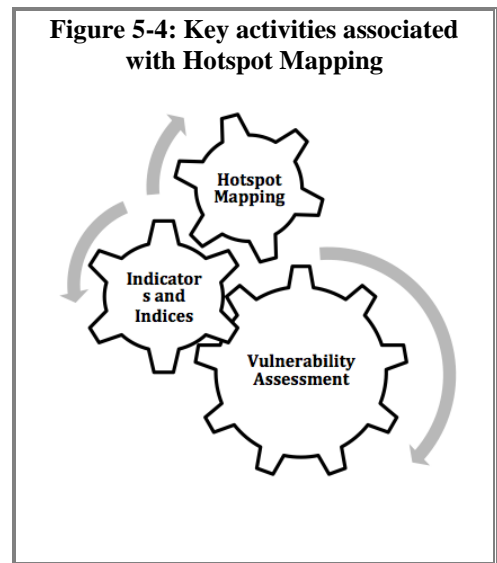 Figure 5-4: Key activities associated
with Hotspot Mapping
Hotspot
Mapping
Indicator
s and
Indices
Vulnerability
Assessment